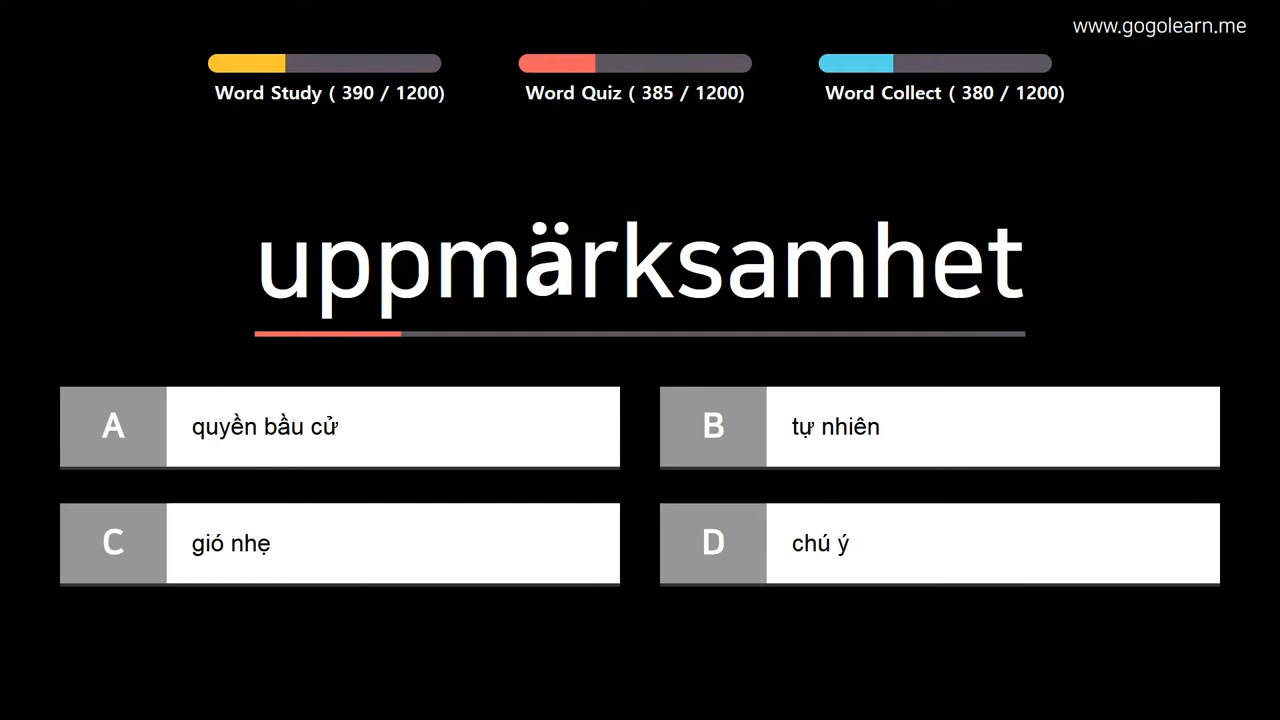 www.gogolearn.me
Word Study ( 390 / 1200)
Word Quiz ( 385 / 1200)
Word Collect ( 380 / 1200)
uppmärksamhet
A
quyền bầu cử
B
tự nhiên
C
gió nhẹ
D
chú ý